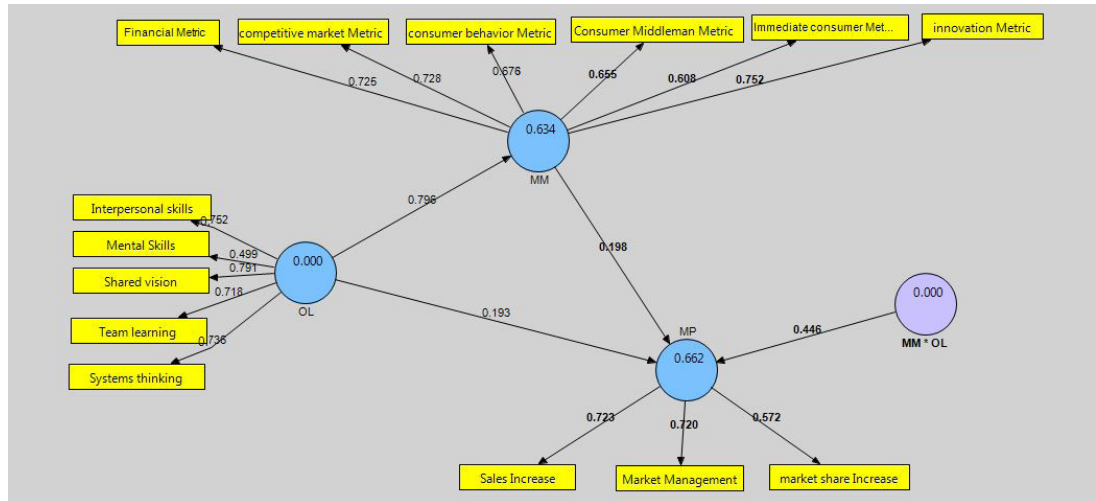 Financial Metric
competitive market Metric
consumer behavior Metric
Consumer Middleman Metric
Immediate consumer Met...
innovation Metric
0.725
0.728
0.676
0.655
0.608
0.752
0.634
MM
0.796
Interpersonal skills
0.752
Mental Skills
0.499
Shared vision
0.791
Team learning
0.718
Systems thinking
0.736
0.000
OL
0.193
0.198
MP
0.662
0.446
0.000
MM * OL
0.723
0.720
0.572
Sales Increase
Market Management
market share Increase